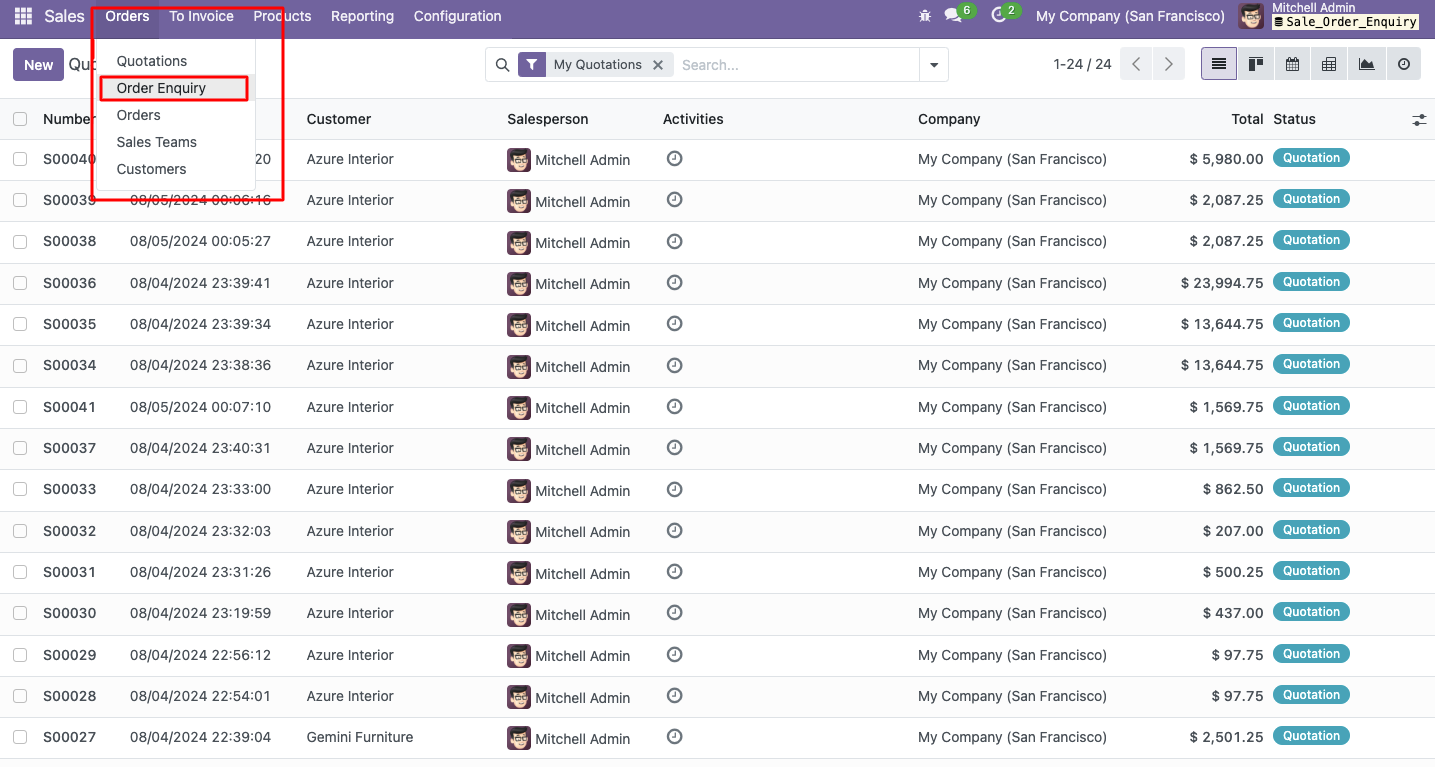 Sales Orders To Invoice Products Reporting Configuration 6 2 My Company (San Francisco) Mitchell Admin
Sale_Order_Enquiry
New Quo My Quotations Search... 1-24 / 24
Quotations
Order Enquiry
Orders
Sales Teams
Customers
Number Customer Salesperson Activities Company Total Status
S00040 20 Azure Interior Mitchell Admin My Company (San Francisco) $ 5,980.00 Quotation
S00039 08/05/2024 00:06:16 Azure Interior Mitchell Admin My Company (San Francisco) $ 2,087.25 Quotation
S00038 08/05/2024 00:05:27 Azure Interior Mitchell Admin My Company (San Francisco) $ 2,087.25 Quotation
S00036 08/04/2024 23:39:41 Azure Interior Mitchell Admin My Company (San Francisco) $ 23,994.75 Quotation
S00035 08/04/2024 23:39:34 Azure Interior Mitchell Admin My Company (San Francisco) $ 13,644.75 Quotation
S00034 08/04/2024 23:38:36 Azure Interior Mitchell Admin My Company (San Francisco) $ 13,644.75 Quotation
S00041 08/05/2024 00:07:10 Azure Interior Mitchell Admin My Company (San Francisco) $ 1,569.75 Quotation
S00037 08/04/2024 23:40:31 Azure Interior Mitchell Admin My Company (San Francisco) $ 1,569.75 Quotation
S00033 08/04/2024 23:33:00 Azure Interior Mitchell Admin My Company (San Francisco) $ 862.50 Quotation
S00032 08/04/2024 23:32:03 Azure Interior Mitchell Admin My Company (San Francisco) $ 207.00 Quotation
S00031 08/04/2024 23:31:26 Azure Interior Mitchell Admin My Company (San Francisco) $ 500.25 Quotation
S00030 08/04/2024 23:19:59 Azure Interior Mitchell Admin My Company (San Francisco) $ 437.00 Quotation
S00029 08/04/2024 22:56:12 Azure Interior Mitchell Admin My Company (San Francisco) $ 97.75 Quotation
S00028 08/04/2024 22:54:01 Azure Interior Mitchell Admin My Company (San Francisco) $ 97.75 Quotation
S00027 08/04/2024 22:39:04 Gemini Furniture Mitchell Admin My Company (San Francisco) $ 2,501.25 Quotation